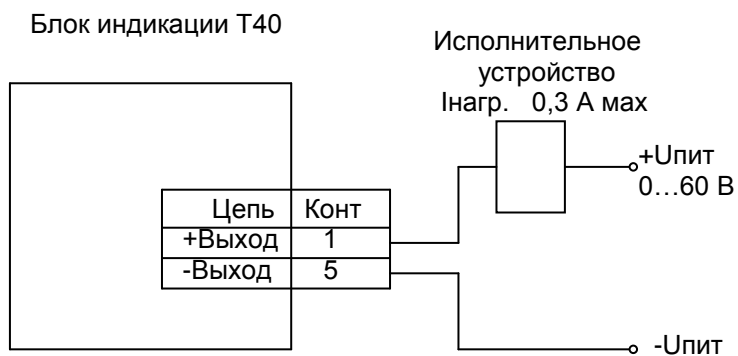 Блок индикации Т40
Исполнительное
устройство
Iнагр. 0,3 А мах
+Uпит
0…60 В
Цепь Конт
+Выход 1
-Выход 5
-Uпит